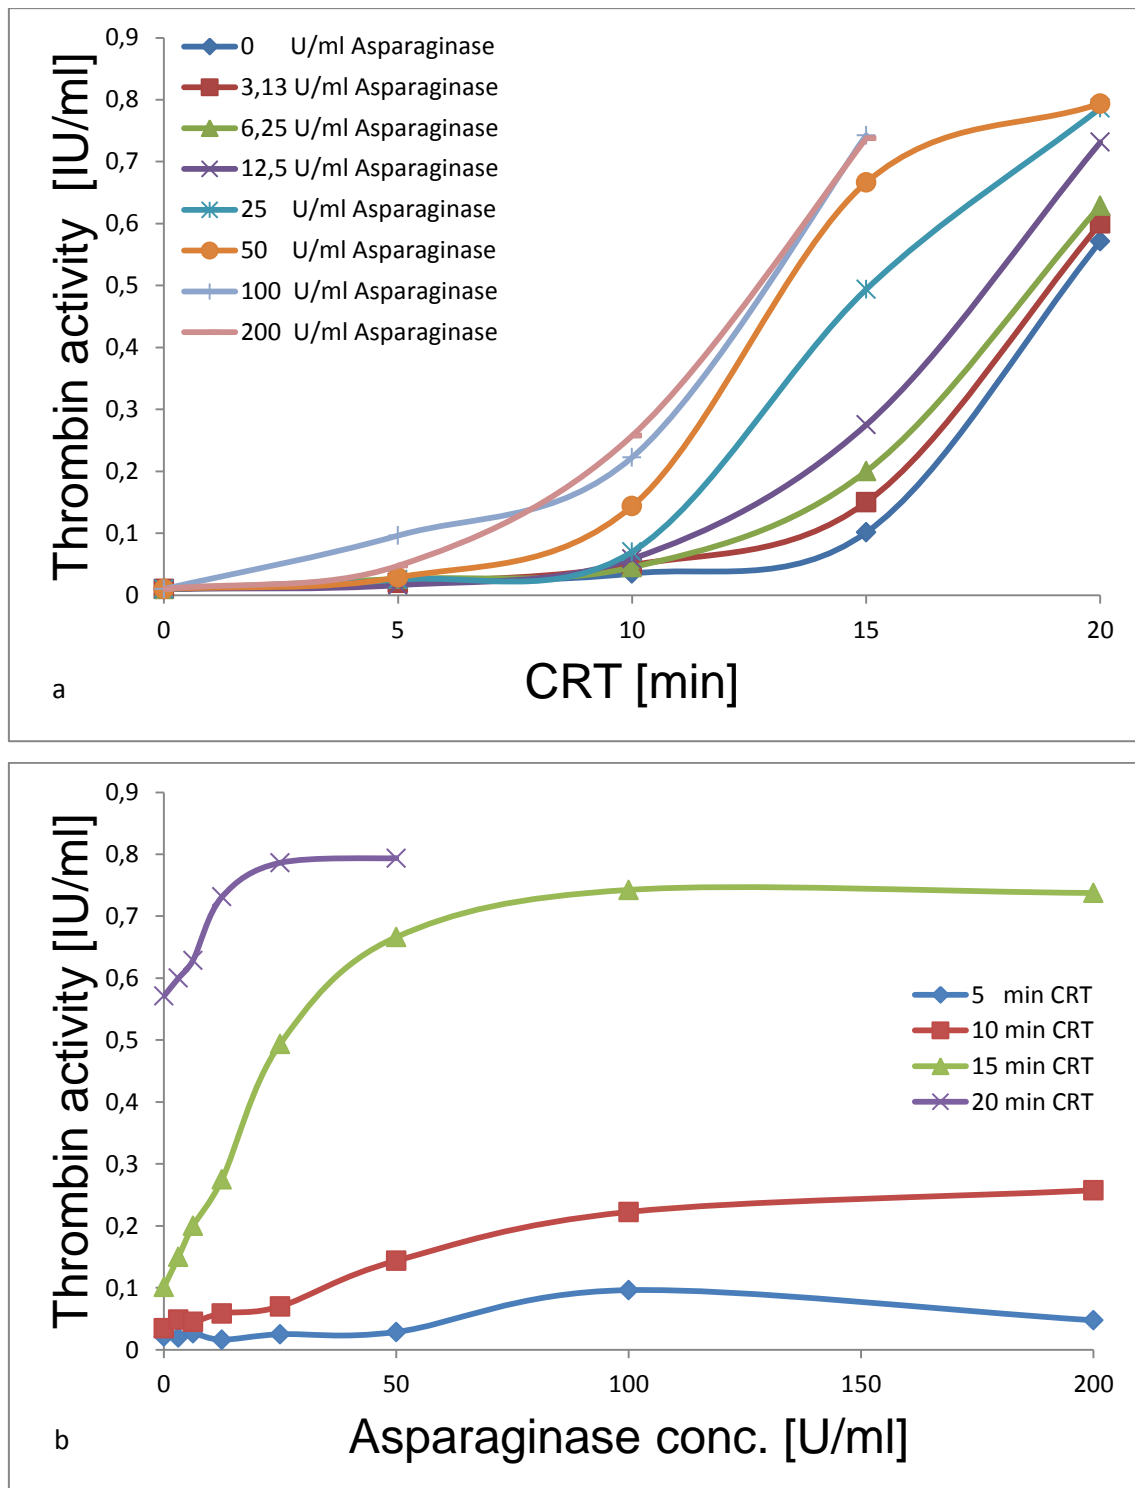 Thrombin activity [IU/ml]
0,9
0,8
0,7
0,6
0,5
0,4
0,3
0,2
0,1
0
0 U/ml Asparaginase
3,13 U/ml Asparaginase
6,25 U/ml Asparaginase
12,5 U/ml Asparaginase
25 U/ml Asparaginase
50 U/ml Asparaginase
100 U/ml Asparaginase
200 U/ml Asparaginase
0 5 10 15 20
CRT [min]
a
Thrombin activity [IU/ml]
0,9
0,8
0,7
0,6
0,5
0,4
0,3
0,2
0,1
0
5 min CRT
10 min CRT
15 min CRT
20 min CRT
0 50 100 150 200
Asparaginase conc. [U/ml]
b